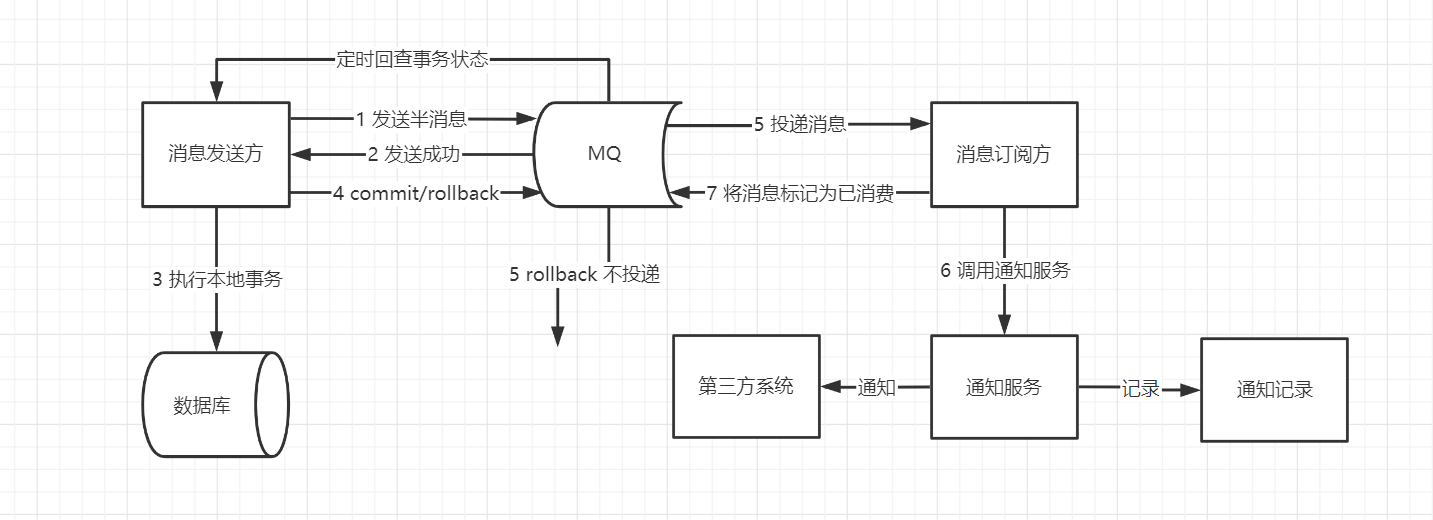 定时回查事务状态
1 发送半消息
消息发送方
2 发送成功
MQ
5 投递消息
消息订阅方
4 commit/rollback
7 将消息标记为已消费
3 执行本地事务
5 rollback 不投递
6 调用通知服务
数据库
第三方系统
通知
通知服务
记录
通知记录